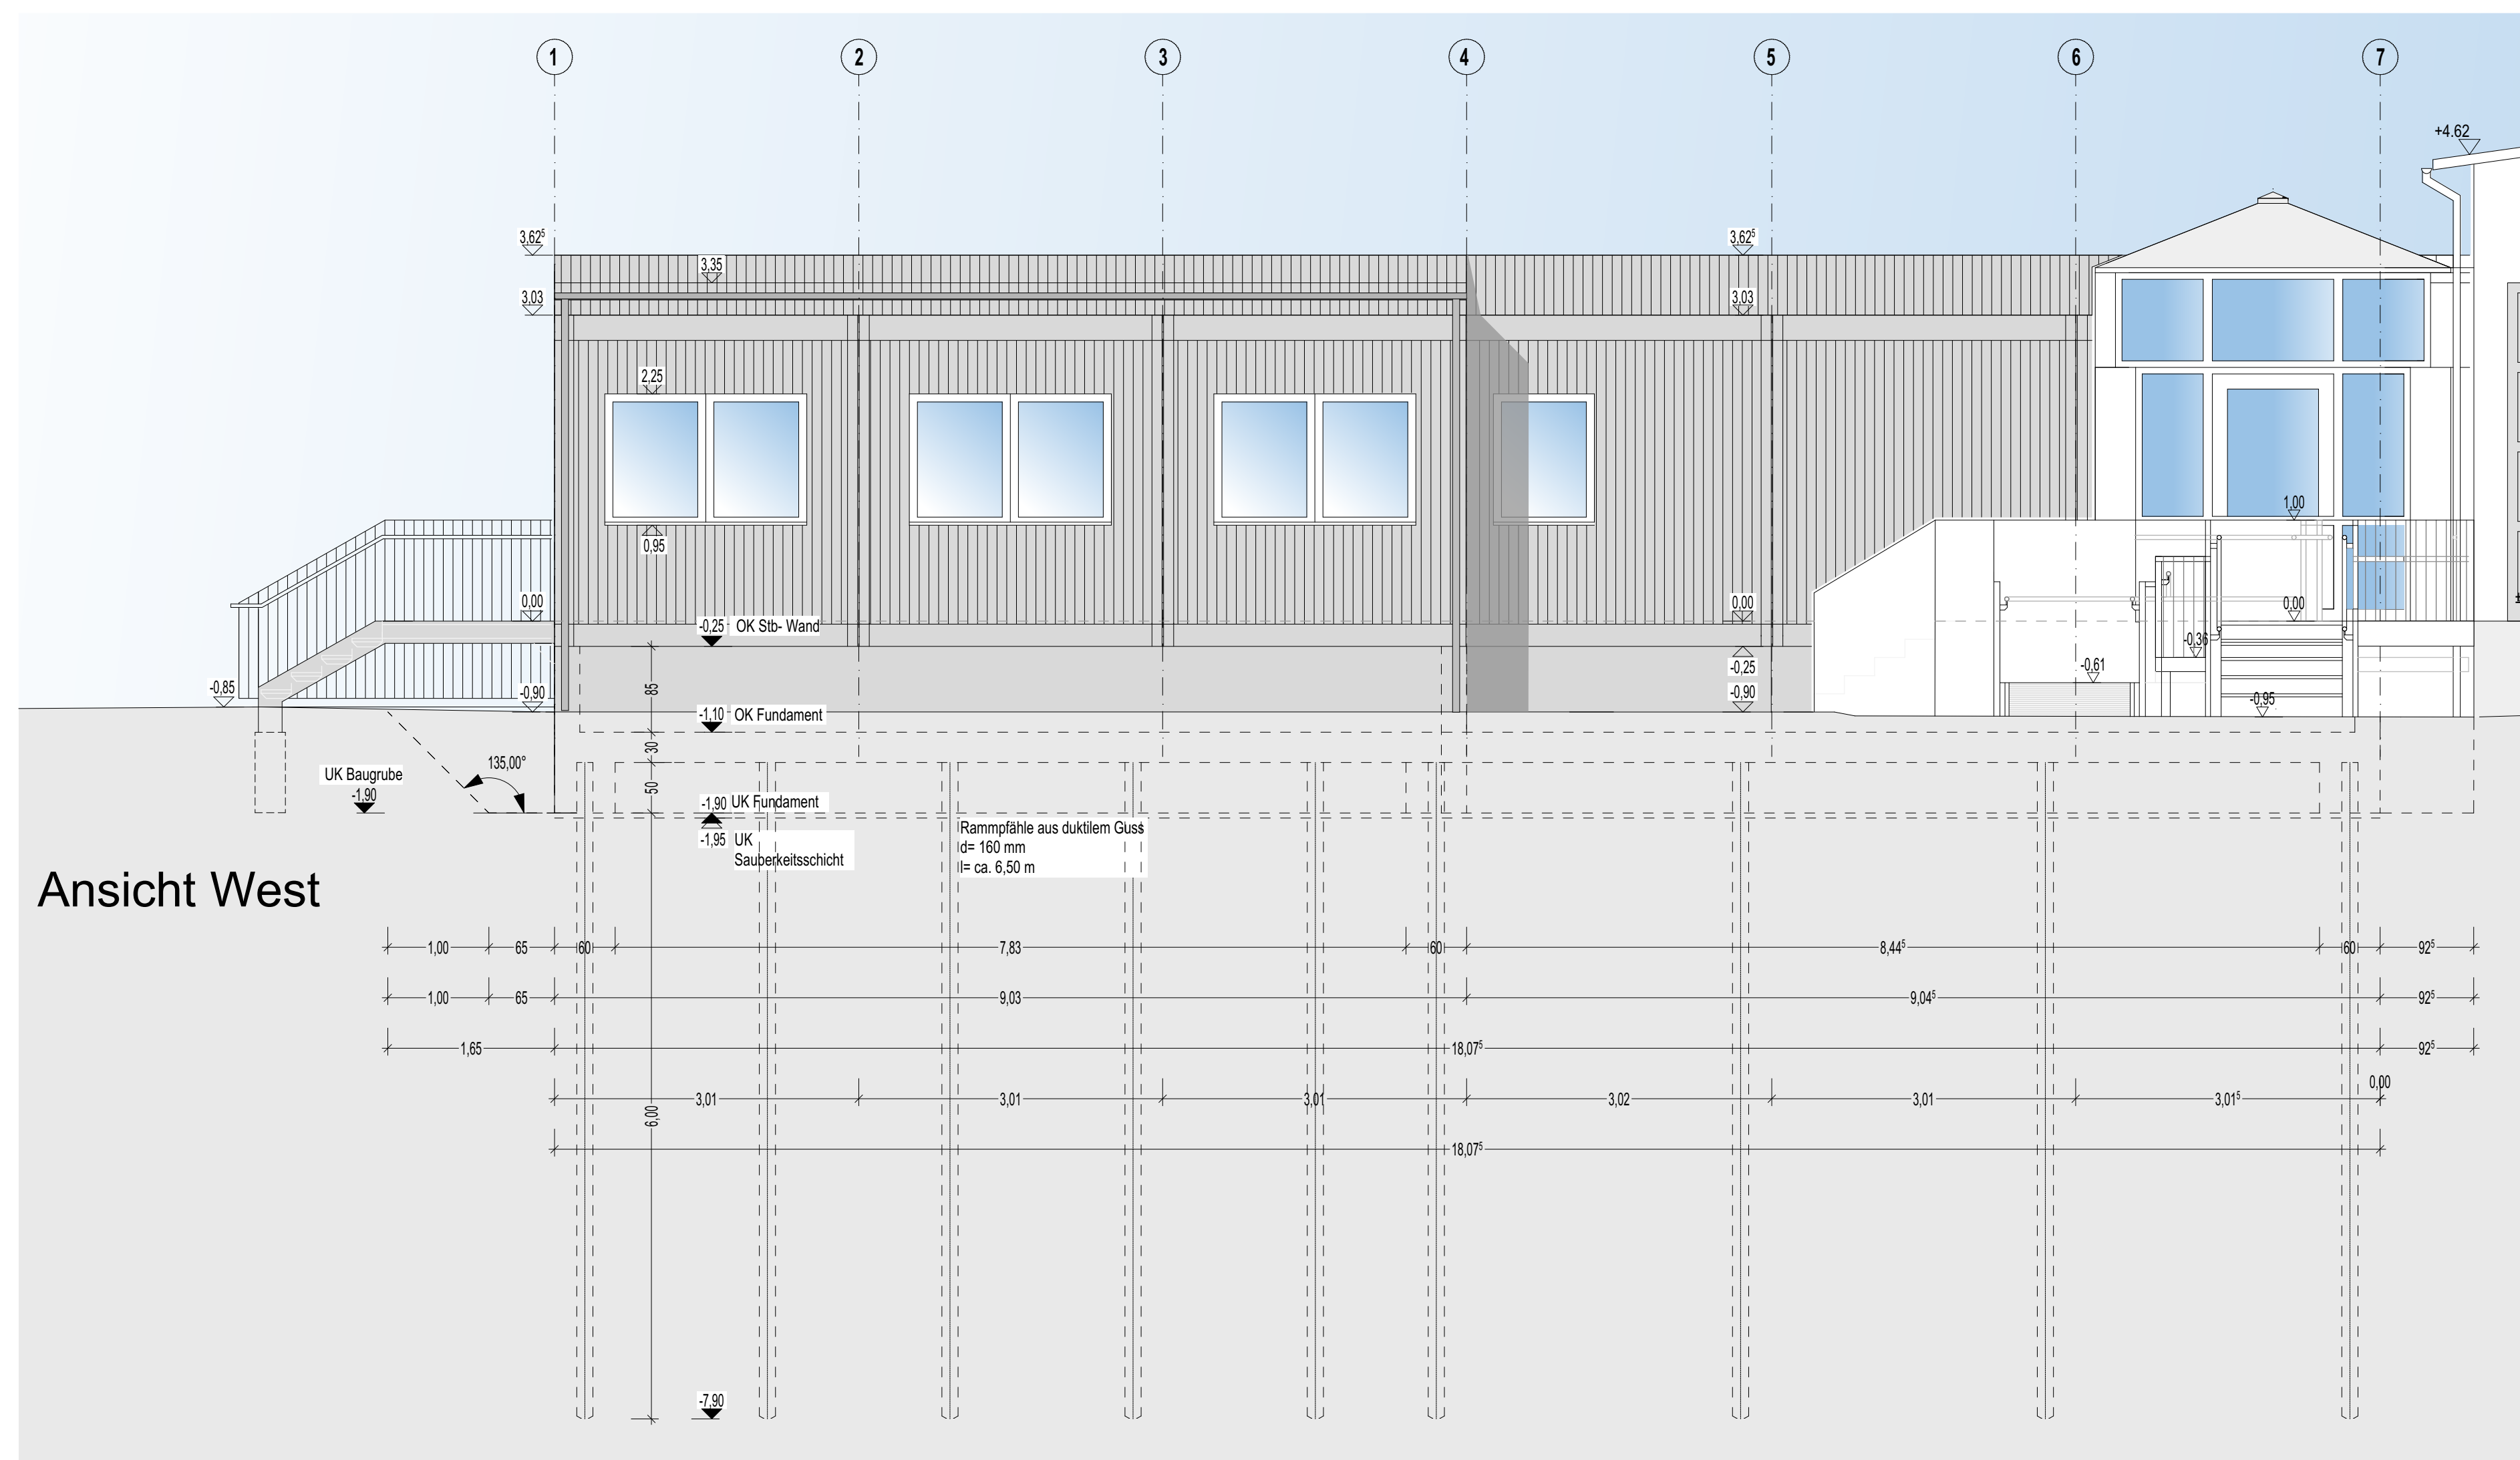 1 2 3 4 5 6 7
+4.62
3,62⁵ 3,62⁵
3,35
3,03 3,03
2,25
1,00
0,95
0,00 0,00 0,00
-0,25 OK Stb- Wand
-0,36
-0,61
-0,25
-0,85 -0,90 85 -0,90
-0,95
-1,10 OK Fundament
30
135,00°
UK Baugrube
-1,90
50
-1,90 UK Fundament
-1,95 UK
Sauberkeitsschicht
Rammpfähle aus duktilem Guss
d= 160 mm
l= ca. 6,50 m
Ansicht West
1,00 65 60 7,83 60 8,44⁵ 60 92⁵
1,00 65 9,03 9,04⁵ 92⁵
1,65 18,07⁵ 92⁵
0,00
3,01 3,01 3,01 3,02 3,01 3,01⁵
6,00
18,07⁵
-7,90